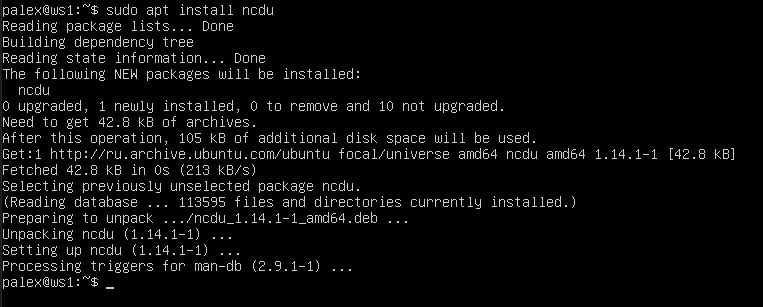 palex@ws1:~$ sudo apt install ncdu
Reading package lists... Done
Building dependency tree
Reading state information... Done
The following NEW packages will be installed:
  ncdu
0 upgraded, 1 newly installed, 0 to remove and 10 not upgraded.
Need to get 42.8 kB of archives.
After this operation, 105 kB of additional disk space will be used.
Get:1 http://ru.archive.ubuntu.com/ubuntu focal/universe amd64 ncdu amd64 1.14.1-1 [42.8 kB]
Fetched 42.8 kB in 0s (213 kB/s)
Selecting previously unselected package ncdu.
(Reading database ... 113595 files and directories currently installed.)
Preparing to unpack .../ncdu_1.14.1-1_amd64.deb ...
Unpacking ncdu (1.14.1-1) ...
Setting up ncdu (1.14.1-1) ...
Processing triggers for man-db (2.9.1-1) ...
palex@ws1:~$ _